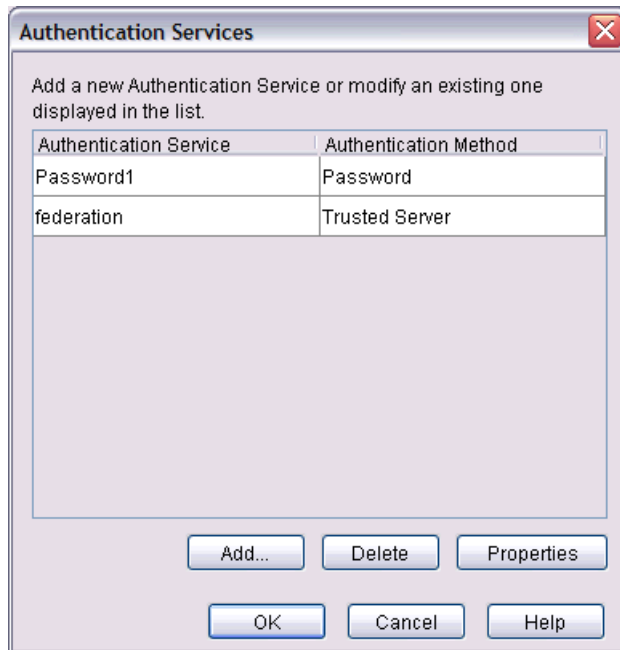 Authentication Services
Add a new Authentication Service or modify an existing one
displayed in the list.
Authentication Service Authentication Method
Password1 Password
federation Trusted Server
Add... Delete Properties
OK Cancel Help